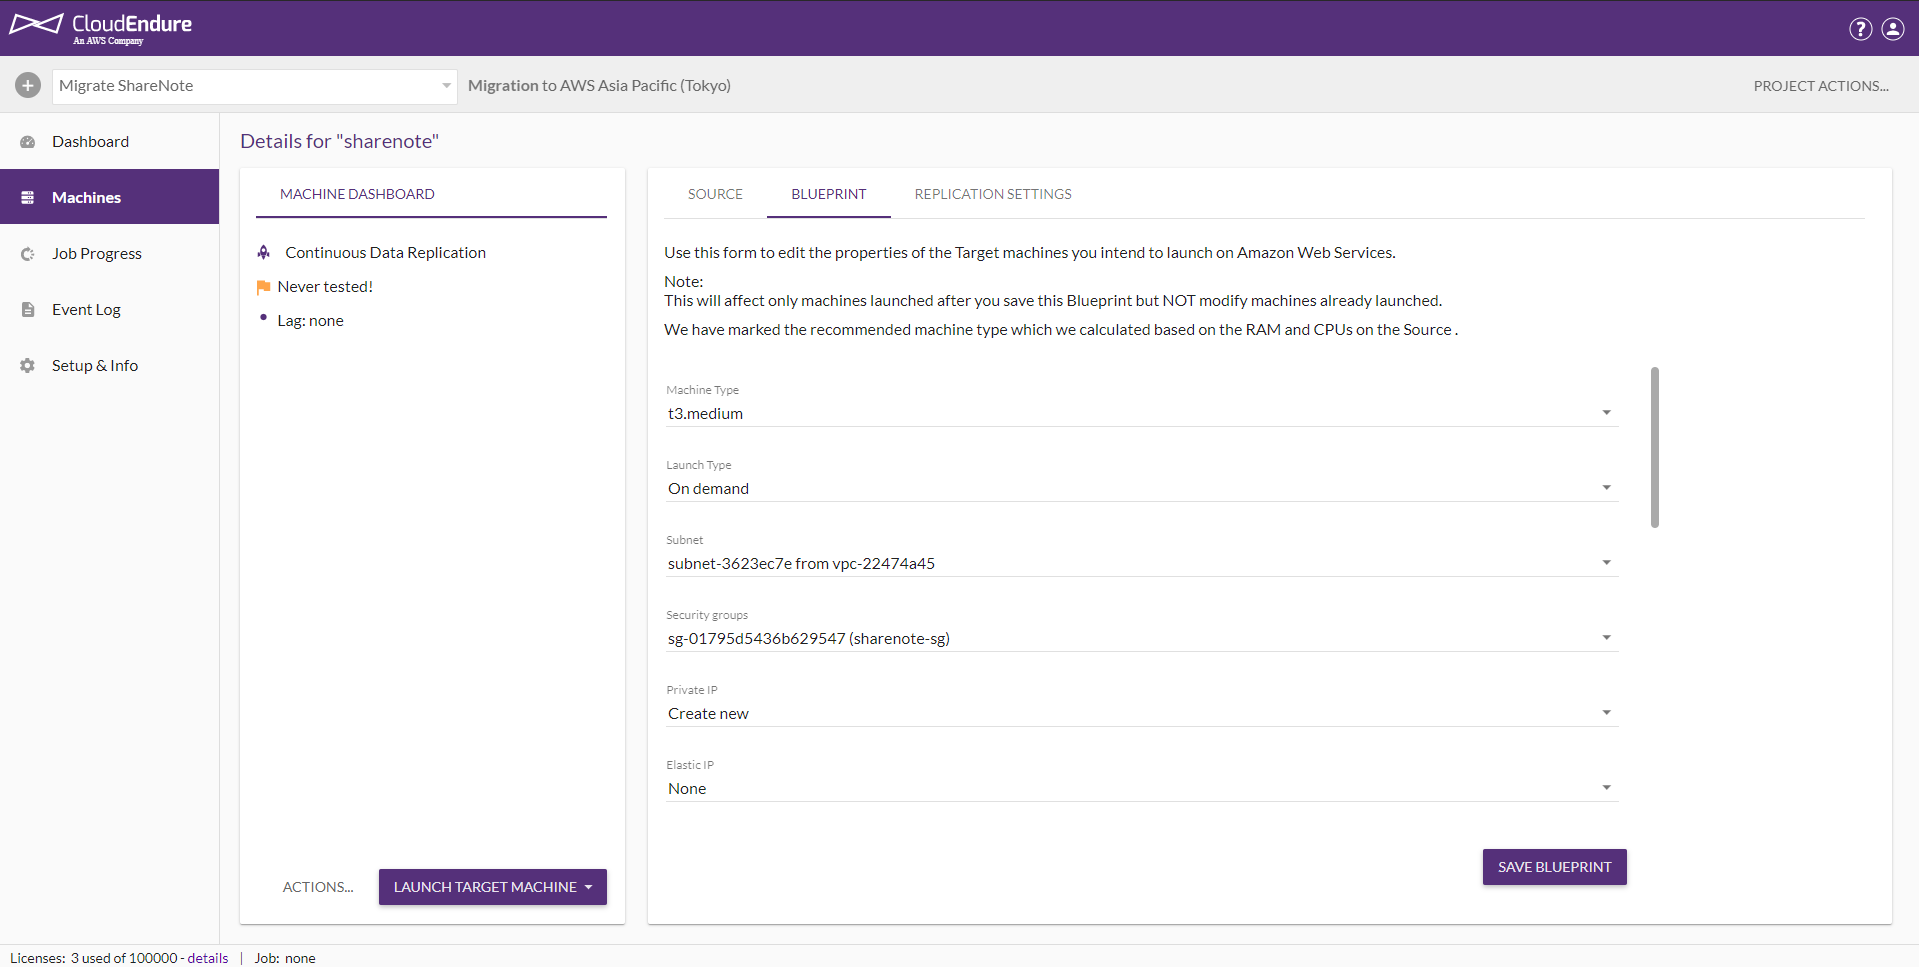 CloudEndure
An AWS Company
?
Migrate ShareNote
Migration to AWS Asia Pacific (Tokyo)
PROJECT ACTIONS...
Dashboard
Machines
Job Progress
Event Log
Setup & Info
Details for "sharenote"
MACHINE DASHBOARD
Continuous Data Replication
Never tested!
Lag: none
ACTIONS...
LAUNCH TARGET MACHINE
SOURCE
BLUEPRINT
REPLICATION SETTINGS
Use this form to edit the properties of the Target machines you intend to launch on Amazon Web Services.
Note:
This will affect only machines launched after you save this Blueprint but NOT modify machines already launched.
We have marked the recommended machine type which we calculated based on the RAM and CPUs on the Source .
Machine Type
t3.medium
Launch Type
On demand
Subnet
subnet-3623ec7e from vpc-22474a45
Security groups
sg-01795d5436b629547 (sharenote-sg)
Private IP
Create new
Elastic IP
None
SAVE BLUEPRINT
Licenses: 3 used of 100000 - details | Job: none